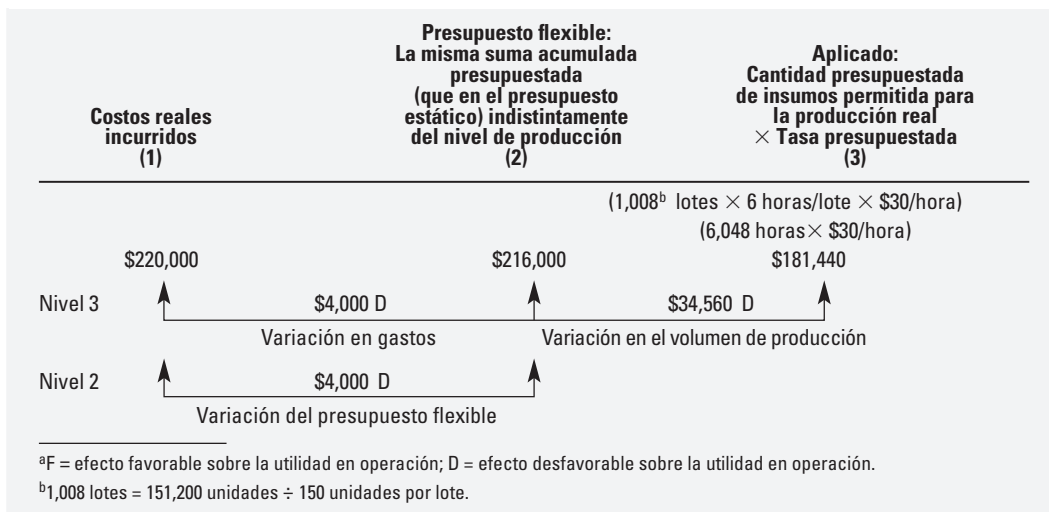 Presupuesto flexible:
La misma suma acumulada
presupuestada
(que en el presupuesto
estático) indistintamente
del nivel de producción
(2)
Costos reales
incurridos
(1)
Aplicado:
Cantidad presupuestada
de insumos permitida para
la producción real
× Tasa presupuestada
(3)
(1,008ᵇ lotes × 6 horas/lote × $30/hora)
(6,048 horas× $30/hora)
$220,000 $216,000 $181,440
Nivel 3 $4,000 D $34,560 D
Variación en gastos Variación en el volumen de producción
Nivel 2 $4,000 D
Variación del presupuesto flexible
ᵃF = efecto favorable sobre la utilidad en operación; D = efecto desfavorable sobre la utilidad en operación.
ᵇ1,008 lotes = 151,200 unidades ÷ 150 unidades por lote.